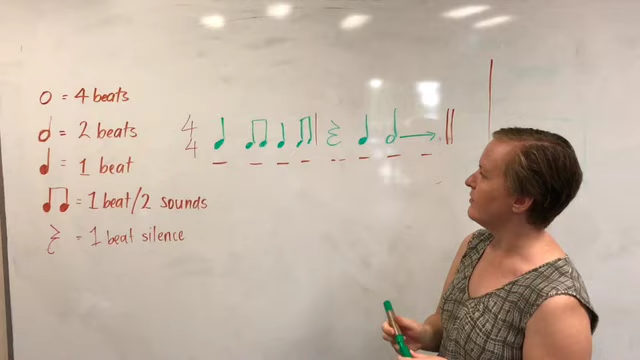 = 4 beats
= 2 beats
= 1 beat
= 1 beat/2 sounds
= 1 beat silence
4
4